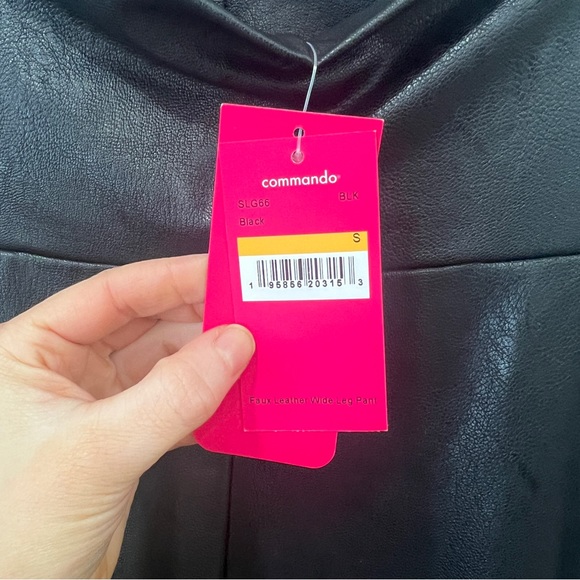 commando®
SLG66 BLK
Black
S
1 95856 20315 3
Faux Leather Wide Leg Pant